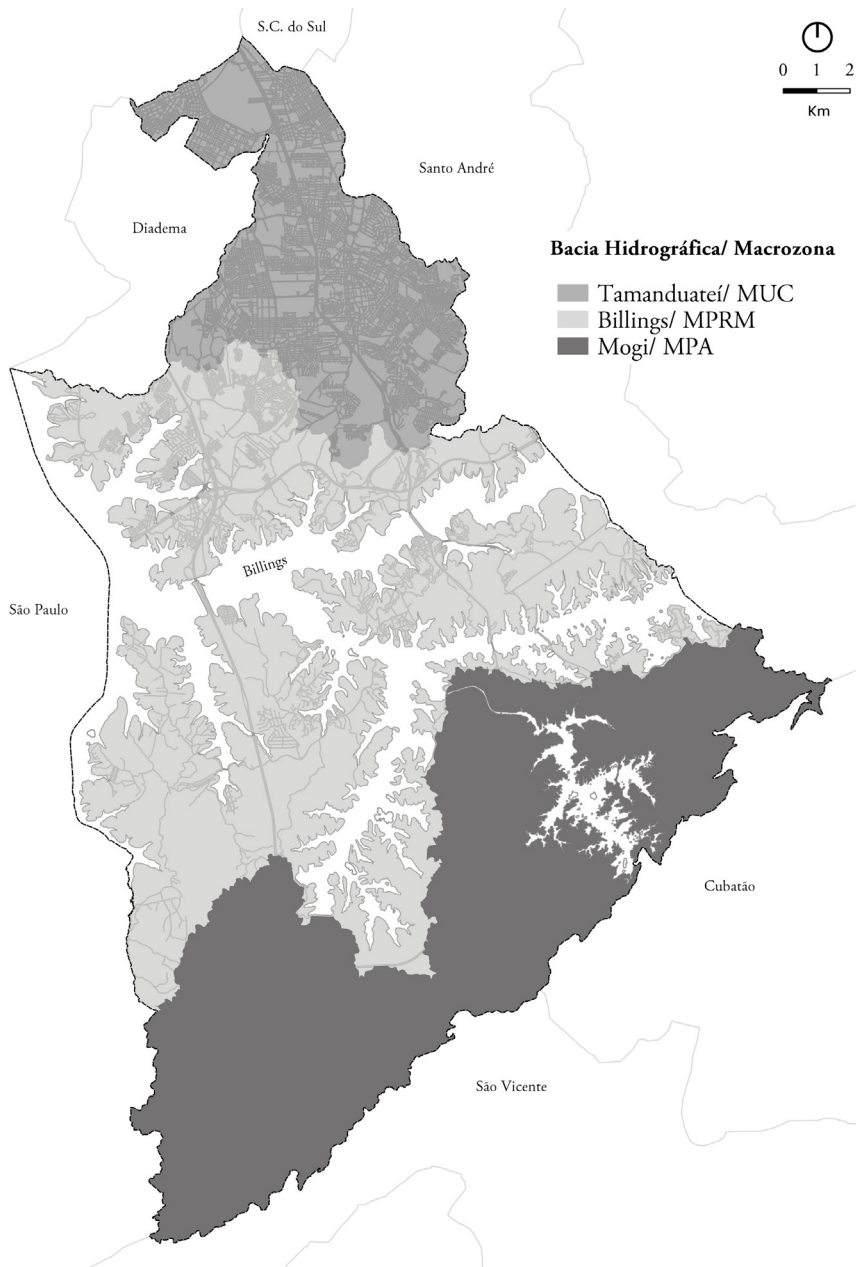 S.C. do Sul
0 1 2
Km
Santo André
Diadema
Bacia Hidrográfica/ Macrozona
Tamanduateí/ MUC
Billings/ MPRM
Mogi/ MPA
Billings
São Paulo
Cubatão
São Vicente